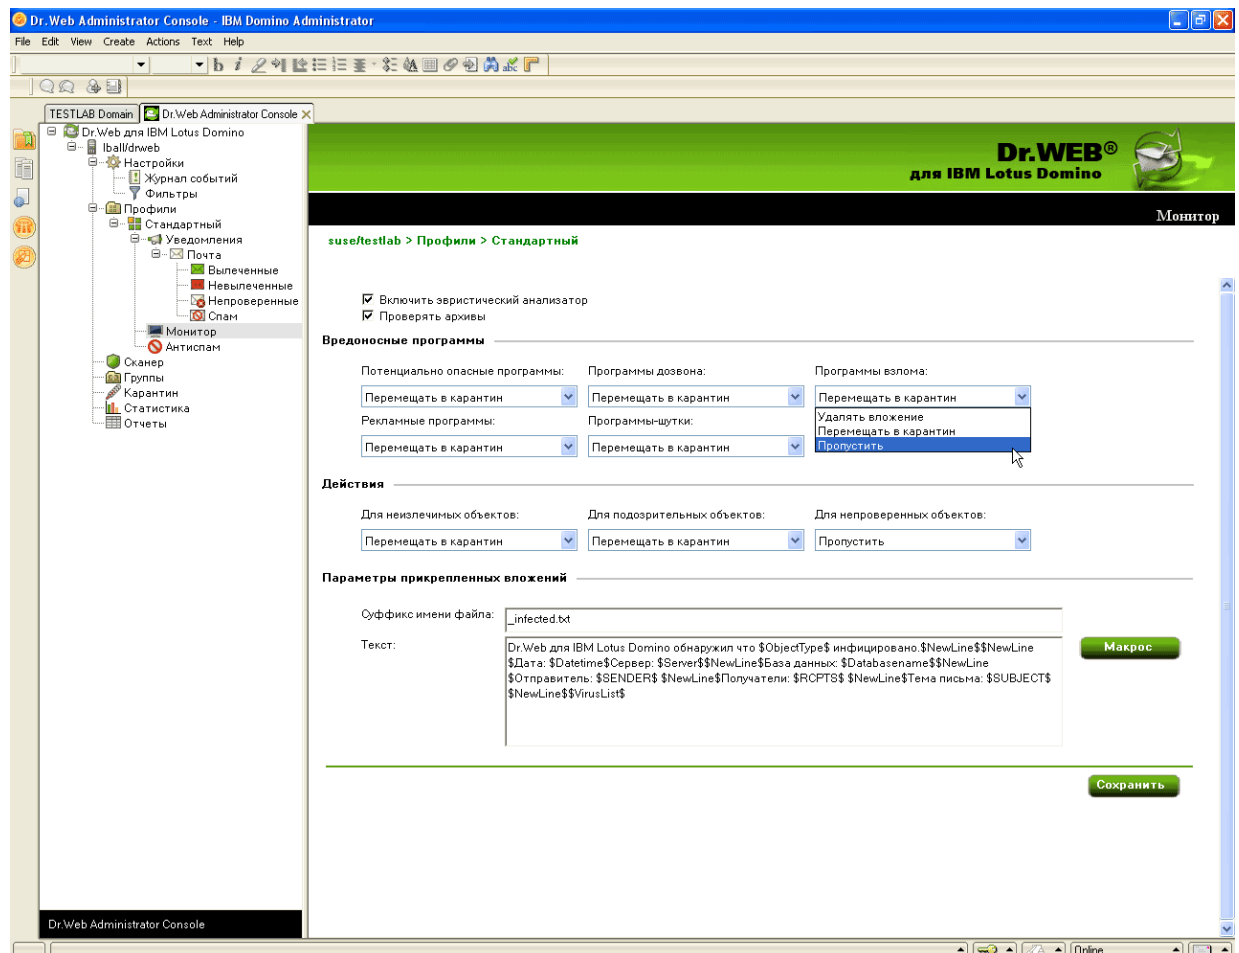 Dr.Web Administrator Console - IBM Domino Administrator
File Edit View Create Actions Text Help
TESTLAB Domain
Dr.Web Administrator Console
Dr.Web для IBM Lotus Domino
lball/drweb
Настройки
Журнал событий
Фильтры
Профили
Стандартный
Уведомления
Почта
Вылеченные
Невылеченные
Непроверенные
Спам
Монитор
Антиспам
Сканер
Группы
Карантин
Статистика
Отчеты
Dr.Web Administrator Console
Dr.WEB®
для IBM Lotus Domino
Монитор
suse/testlab > Профили > Стандартный
Включить эвристический анализатор
Проверять архивы
Вредоносные программы
Потенциально опасные программы: Программы дозвона: Программы взлома:
Перемещать в карантин Перемещать в карантин Перемещать в карантин
Удалять вложение
Перемещать в карантин
Пропустить
Рекламные программы: Программы-шутки:
Перемещать в карантин Перемещать в карантин
Действия
Для неизлечимых объектов: Для подозрительных объектов: Для непроверенных объектов:
Перемещать в карантин Перемещать в карантин Пропустить
Параметры прикрепленных вложений
Суффикс имени файла: _infected.txt
Текст:
Dr.Web для IBM Lotus Domino обнаружил что $ObjectType$ инфицировано.$NewLine$$NewLine
$Дата: $Datetime$Сервер: $Server$$NewLine$База данных: $Databasename$$NewLine
$Отправитель: $SENDER$ $NewLine$Получатели: $RCPTS$ $NewLine$Тема письма: $SUBJECT$
$NewLine$$VirusList$
Макрос
Сохранить
Online